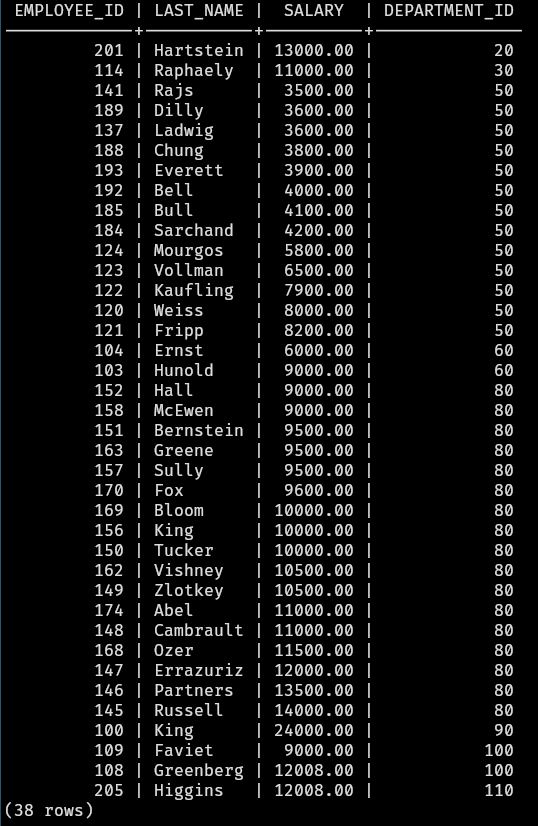 EMPLOYEE_ID | LAST_NAME | SALARY | DEPARTMENT_ID
201 | Hartstein | 13000.00 | 20
114 | Raphaely | 11000.00 | 30
141 | Rajs | 3500.00 | 50
189 | Dilly | 3600.00 | 50
137 | Ladwig | 3600.00 | 50
188 | Chung | 3800.00 | 50
193 | Everett | 3900.00 | 50
192 | Bell | 4000.00 | 50
185 | Bull | 4100.00 | 50
184 | Sarchand | 4200.00 | 50
124 | Mourgos | 5800.00 | 50
123 | Vollman | 6500.00 | 50
122 | Kaufling | 7900.00 | 50
120 | Weiss | 8000.00 | 50
121 | Fripp | 8200.00 | 50
104 | Ernst | 6000.00 | 60
103 | Hunold | 9000.00 | 60
152 | Hall | 9000.00 | 80
158 | McEwen | 9000.00 | 80
151 | Bernstein | 9500.00 | 80
163 | Greene | 9500.00 | 80
157 | Sully | 9500.00 | 80
170 | Fox | 9600.00 | 80
169 | Bloom | 10000.00 | 80
156 | King | 10000.00 | 80
150 | Tucker | 10000.00 | 80
162 | Vishney | 10500.00 | 80
149 | Zlotkey | 10500.00 | 80
174 | Abel | 11000.00 | 80
148 | Cambrault | 11000.00 | 80
168 | Ozer | 11500.00 | 80
147 | Errazuriz | 12000.00 | 80
146 | Partners | 13500.00 | 80
145 | Russell | 14000.00 | 80
100 | King | 24000.00 | 90
109 | Faviet | 9000.00 | 100
108 | Greenberg | 12008.00 | 100
205 | Higgins | 12008.00 | 110
(38 rows)